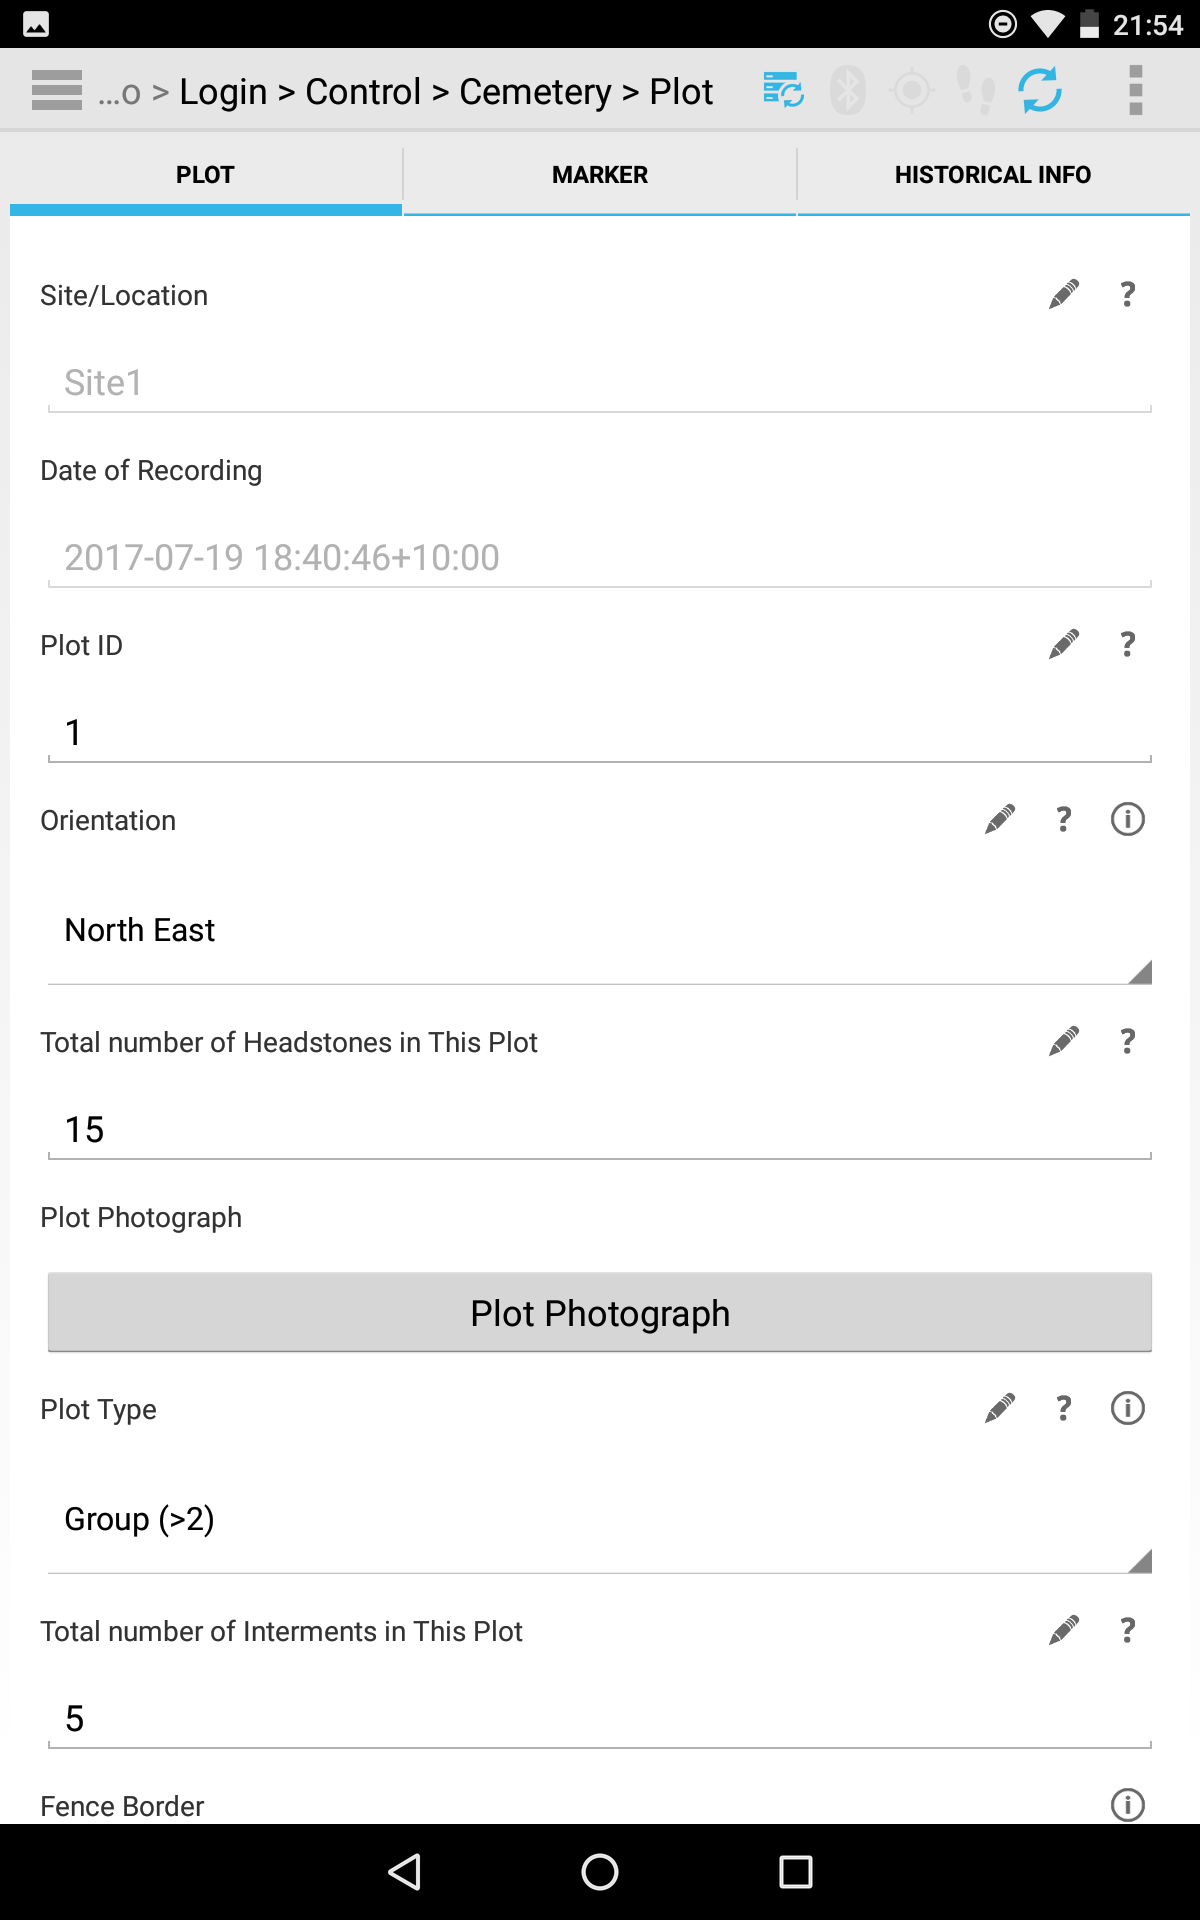 21:54
...o > Login > Control > Cemetery > Plot
PLOT
MARKER
HISTORICAL INFO
Site/Location
?
Site1
Date of Recording
2017-07-19 18:40:46+10:00
Plot ID
?
1
Orientation
?
North East
Total number of Headstones in This Plot
?
15
Plot Photograph
Plot Photograph
Plot Type
?
Group (>2)
Total number of Interments in This Plot
?
5
Fence Border